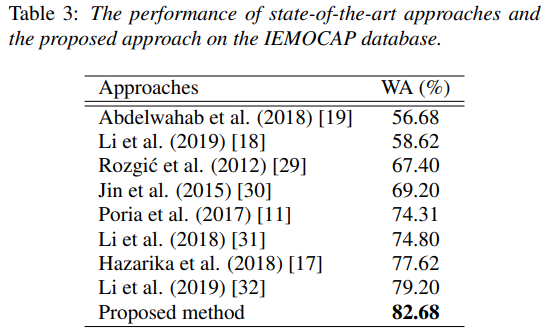 Table 3: The performance of state-of-the-art approaches and
the proposed approach on the IEMOCAP database.
Approaches WA (%)
Abdelwahab et al. (2018) [19] 56.68
Li et al. (2019) [18] 58.62
Rozgić et al. (2012) [29] 67.40
Jin et al. (2015) [30] 69.20
Poria et al. (2017) [11] 74.31
Li et al. (2018) [31] 74.80
Hazarika et al. (2018) [17] 77.62
Li et al. (2019) [32] 79.20
Proposed method 82.68